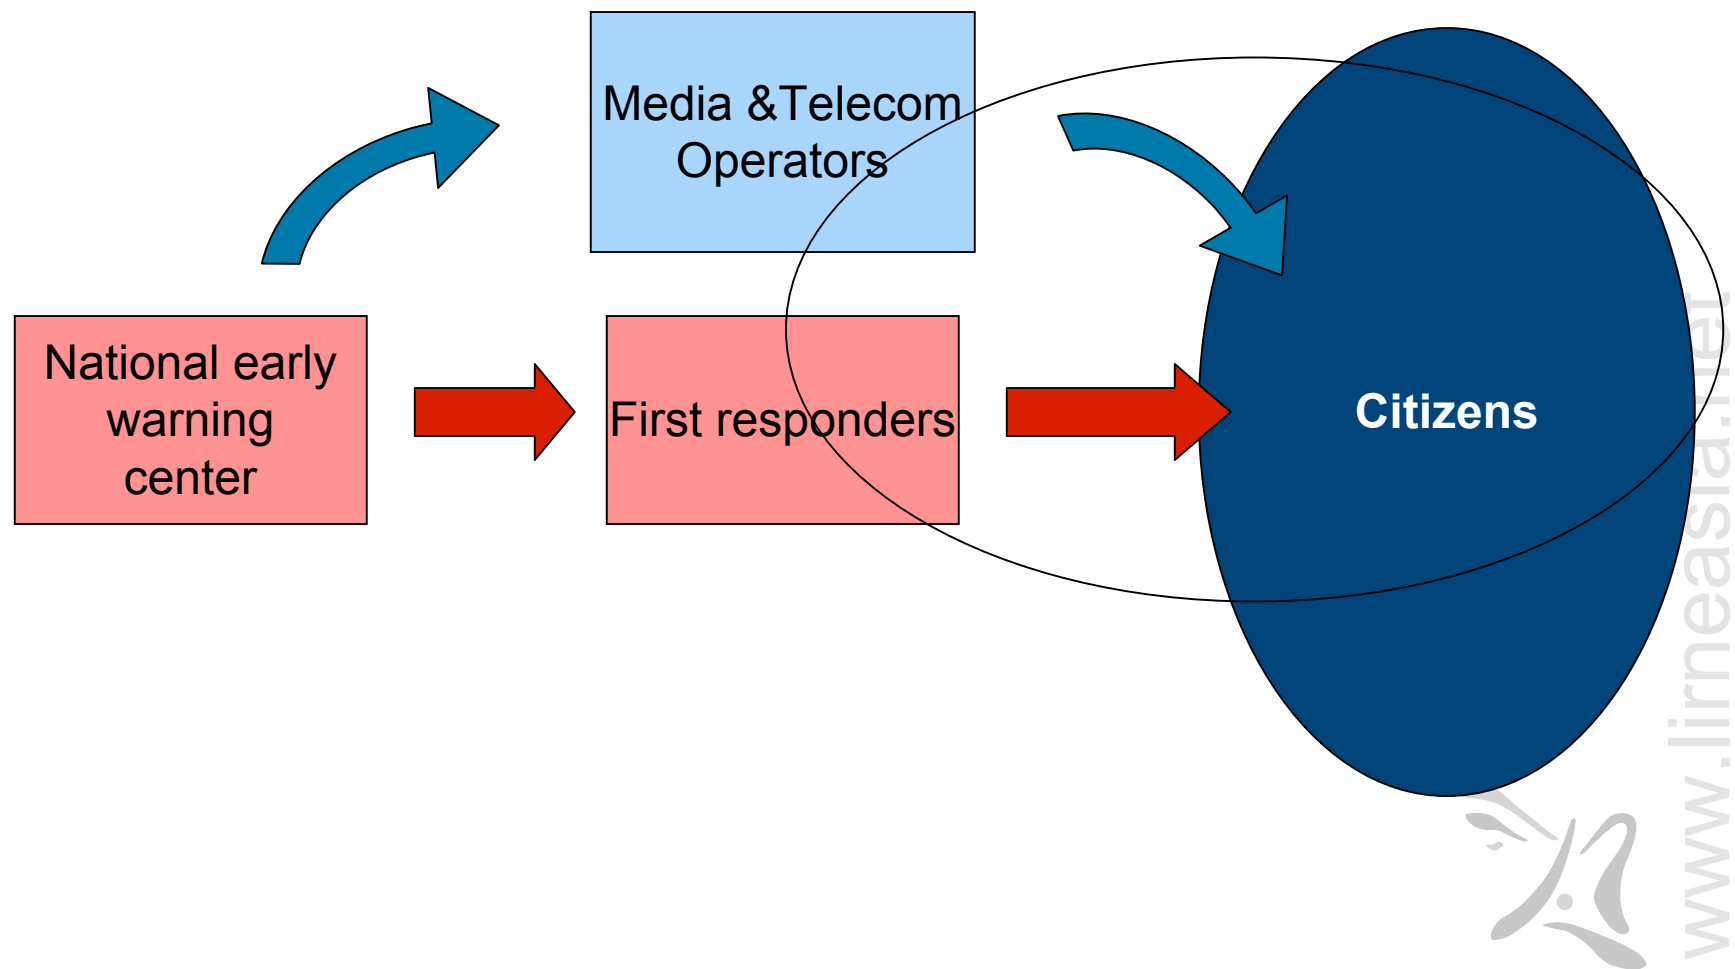 Media &Telecom
Operators
National early
warning
center
First responders
Citizens
www.lirneasia.net